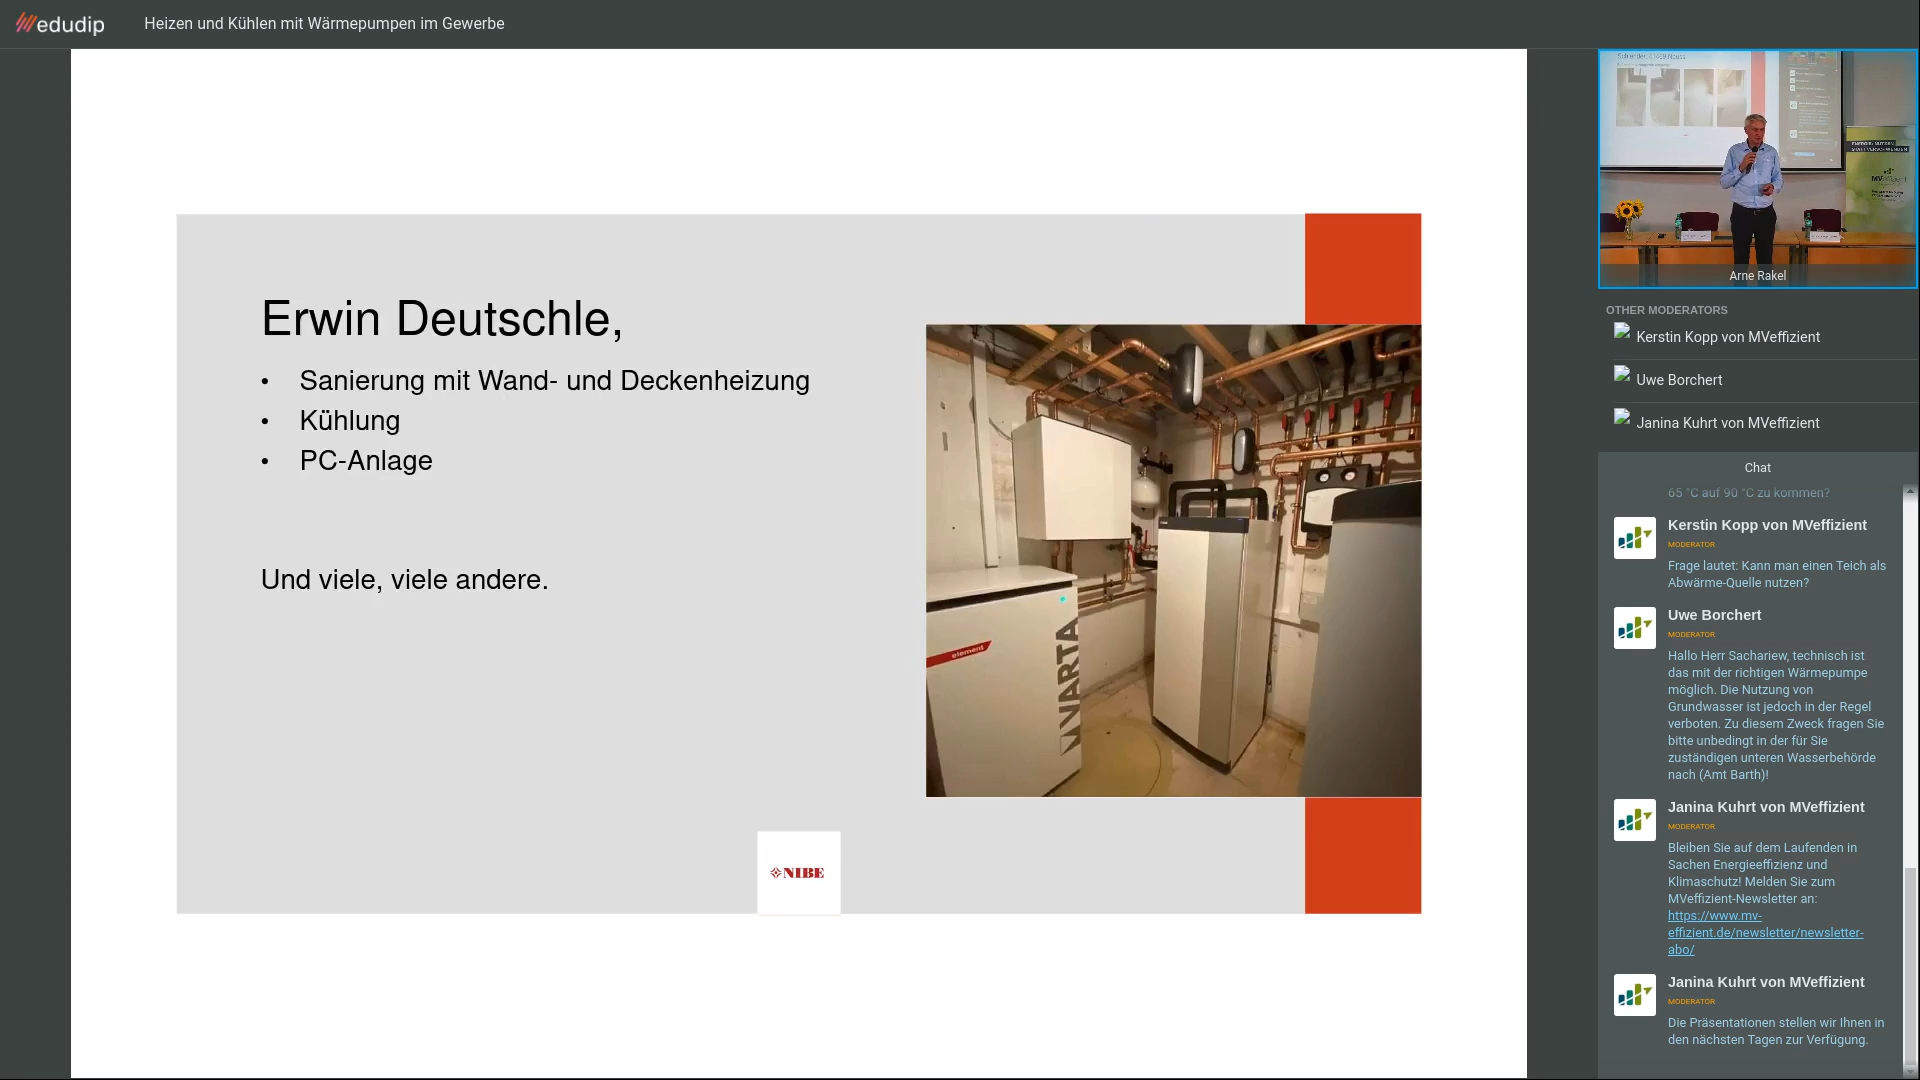 edudip
Heizen und Kühlen mit Wärmepumpen im Gewerbe
Erwin Deutschle,
• Sanierung mit Wand- und Deckenheizung
• Kühlung
• PC-Anlage
Und viele, viele andere.
element
VARTA
NIBE
Schlender, 41469 Neuss
ENERGIE NUTZEN,
STATT VERSCHWENDEN
Arne Rakel
OTHER MODERATORS
Kerstin Kopp von MVeffizient
Uwe Borchert
Janina Kuhrt von MVeffizient
Chat
65 °C auf 90 °C zu kommen?
Kerstin Kopp von MVeffizient
MODERATOR
Frage lautet: Kann man einen Teich als
Abwärme-Quelle nutzen?
Uwe Borchert
MODERATOR
Hallo Herr Sachariew, technisch ist
das mit der richtigen Wärmepumpe
möglich. Die Nutzung von
Grundwasser ist jedoch in der Regel
verboten. Zu diesem Zweck fragen Sie
bitte unbedingt in der für Sie
zuständigen unteren Wasserbehörde
nach (Amt Barth)!
Janina Kuhrt von MVeffizient
MODERATOR
Bleiben Sie auf dem Laufenden in
Sachen Energieeffizienz und
Klimaschutz! Melden Sie zum
MVeffizient-Newsletter an:
https://www.mv-
effizient.de/newsletter/newsletter-
abo/
Janina Kuhrt von MVeffizient
MODERATOR
Die Präsentationen stellen wir Ihnen in
den nächsten Tagen zur Verfügung.